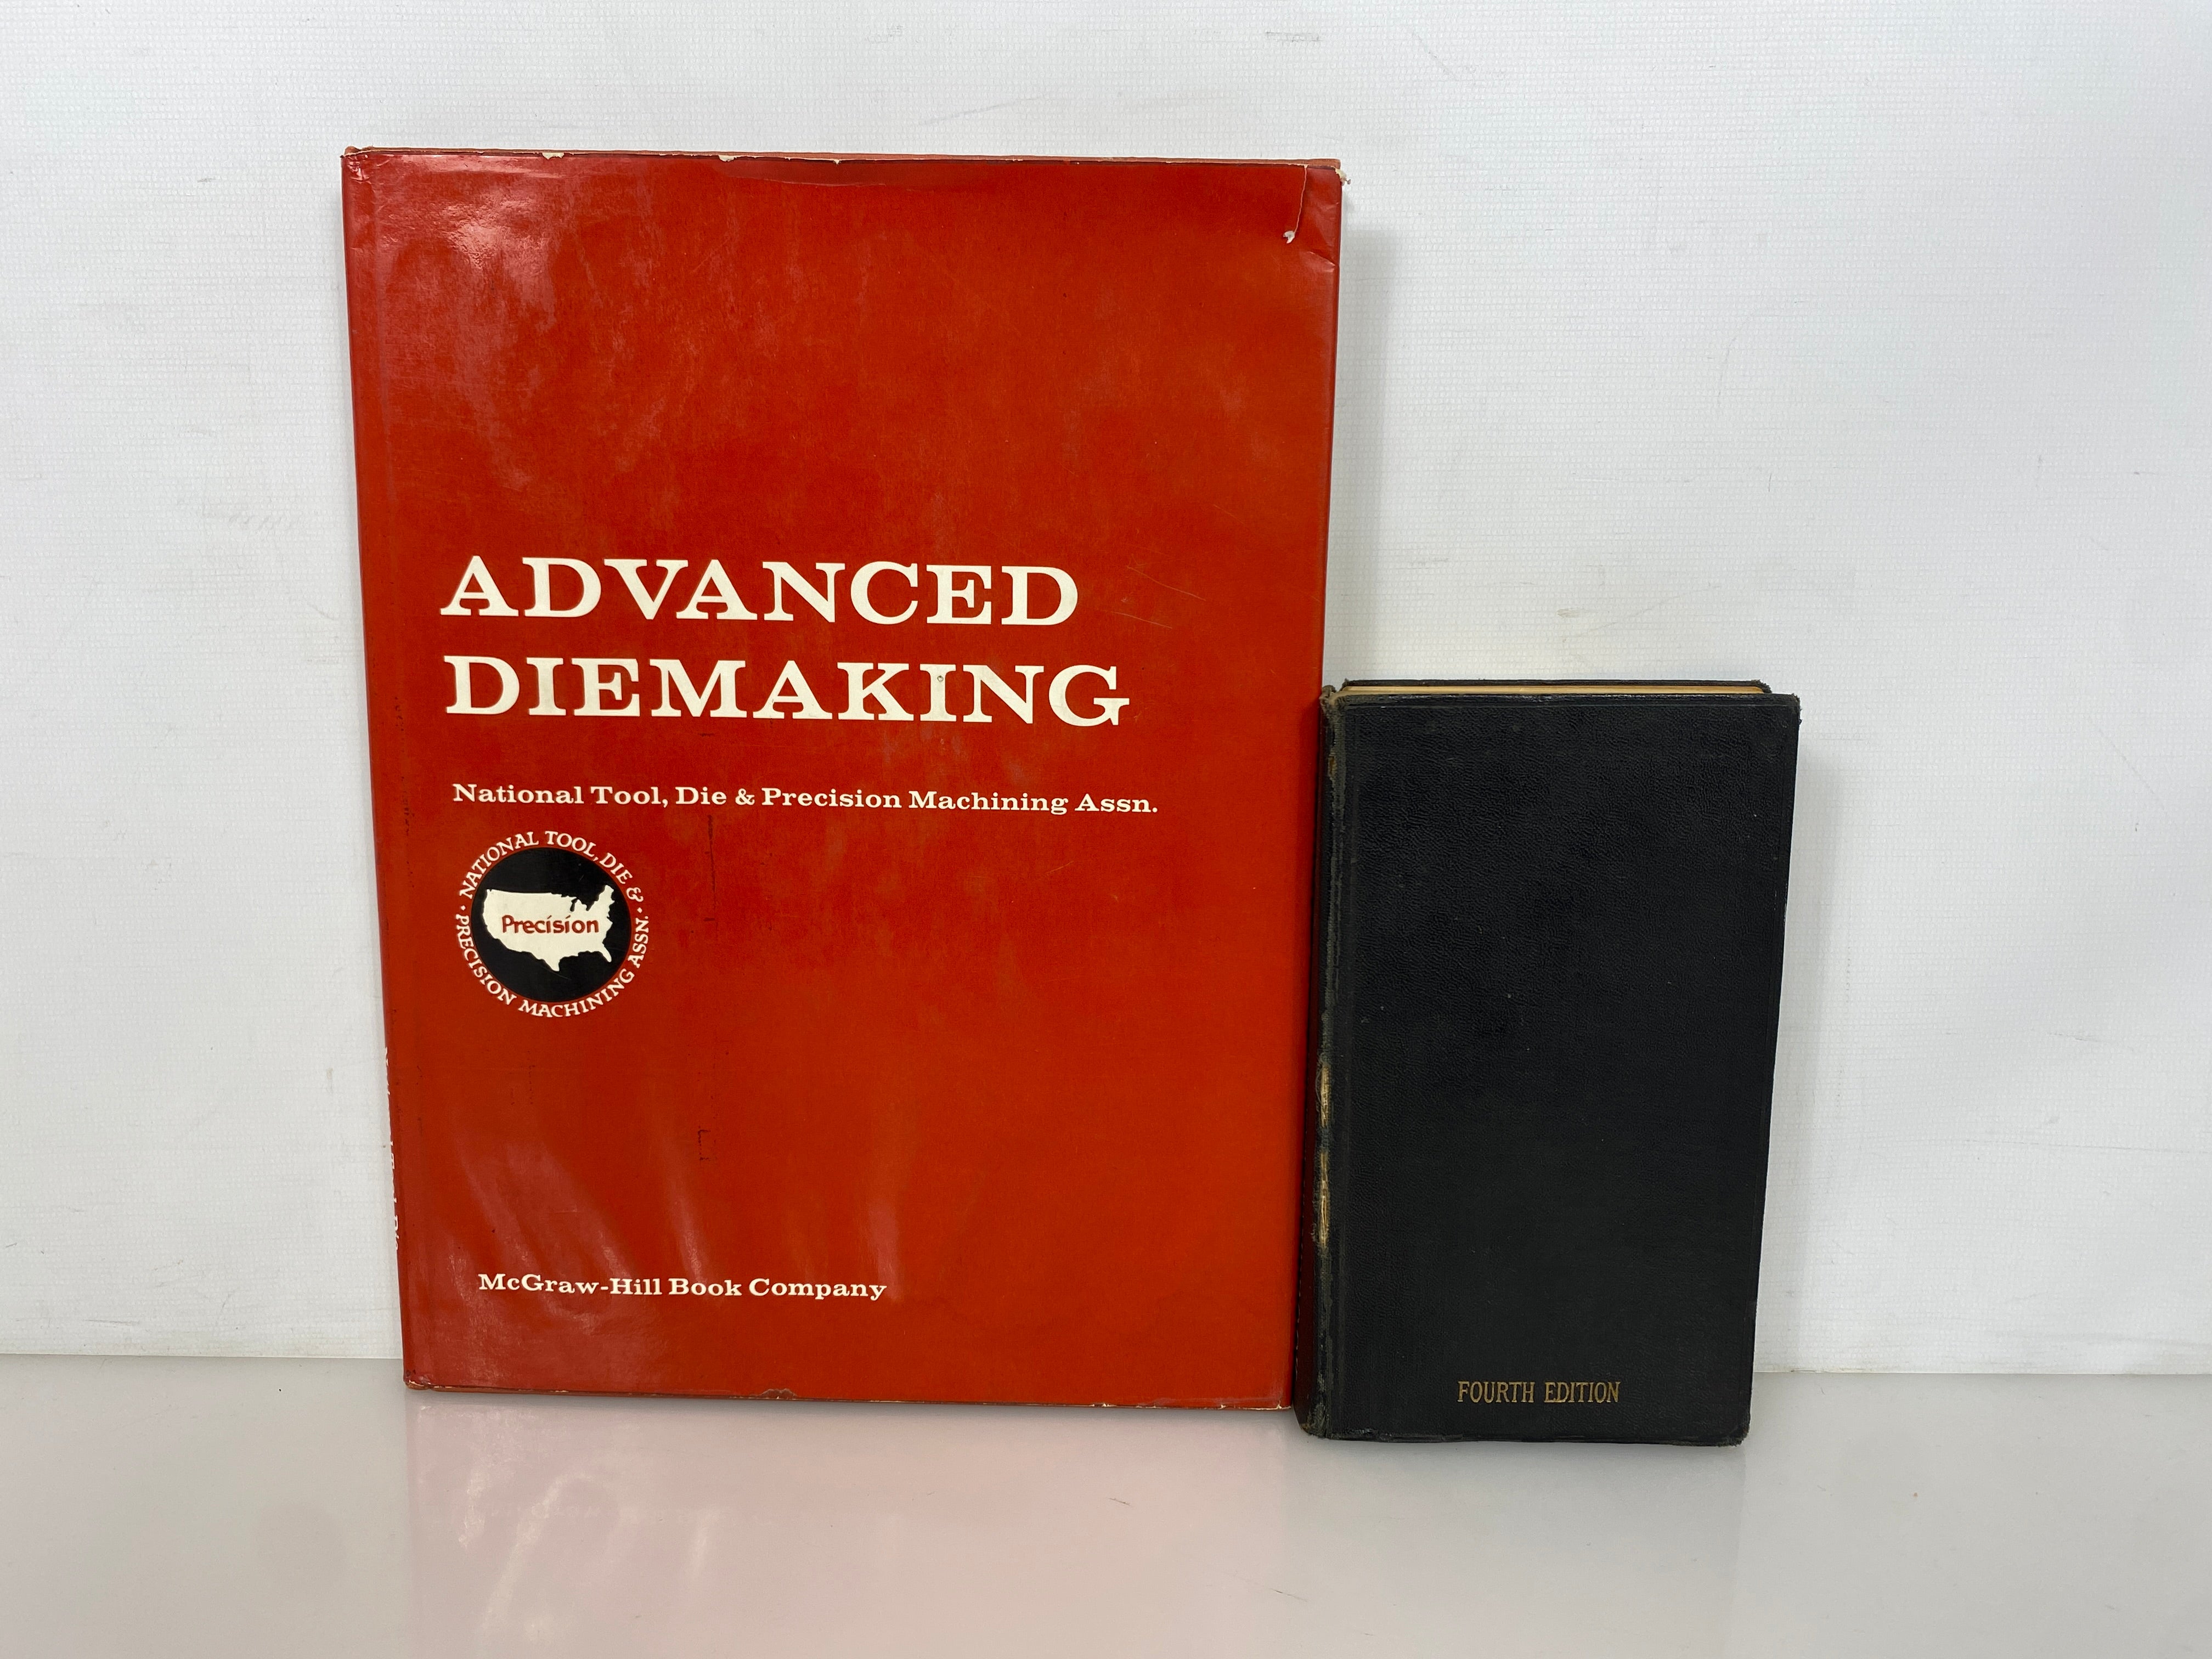 ADVANCED
DIEMAKING
National Tool, Die & Precision Machining Assn.
NATIONAL TOOL, DIE &
Precision
• PRECISION MACHINING ASSN. •
McGraw-Hill Book Company
FOURTH EDITION